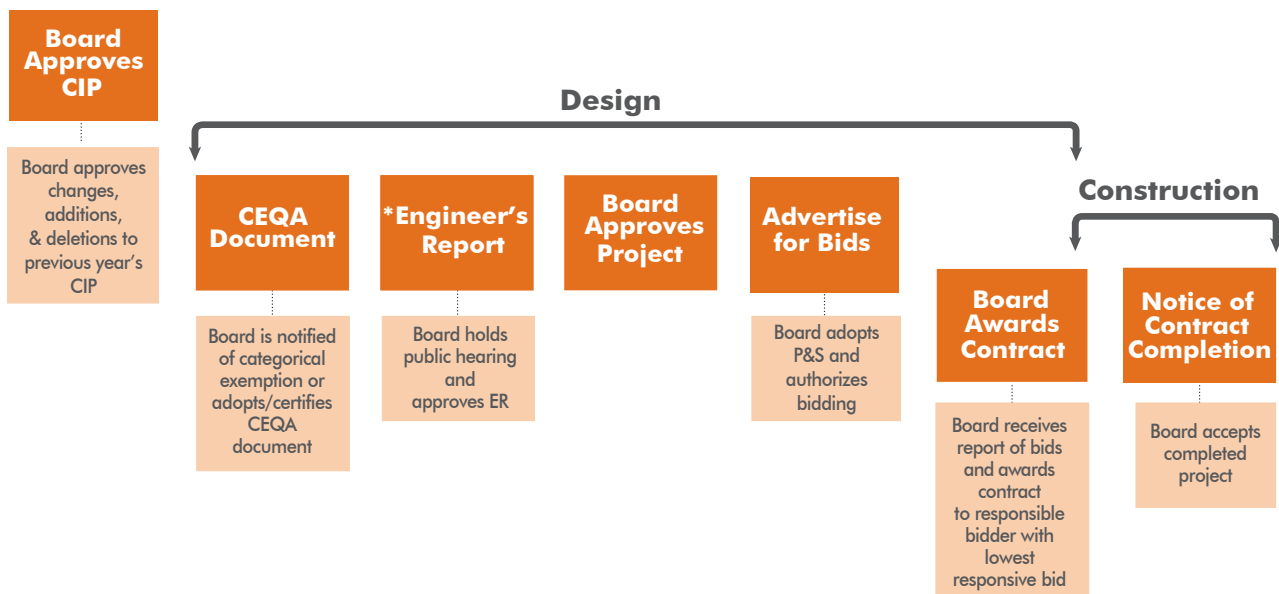 Board
Approves
CIP
Board approves
changes,
additions,
& deletions to
previous year's
CIP
Design
CEQA
Document
Board is notified
of categorical
exemption or
adopts/certifies
CEQA
document
*Engineer's
Report
Board holds
public hearing
and
approves ER
Board
Approves
Project
Advertise
for Bids
Board adopts
P&S and
authorizes
bidding
Construction
Board
Awards
Contract
Board receives
report of bids
and awards
contract
to responsible
bidder with
lowest
responsive bid
Notice of
Contract
Completion
Board accepts
completed
project